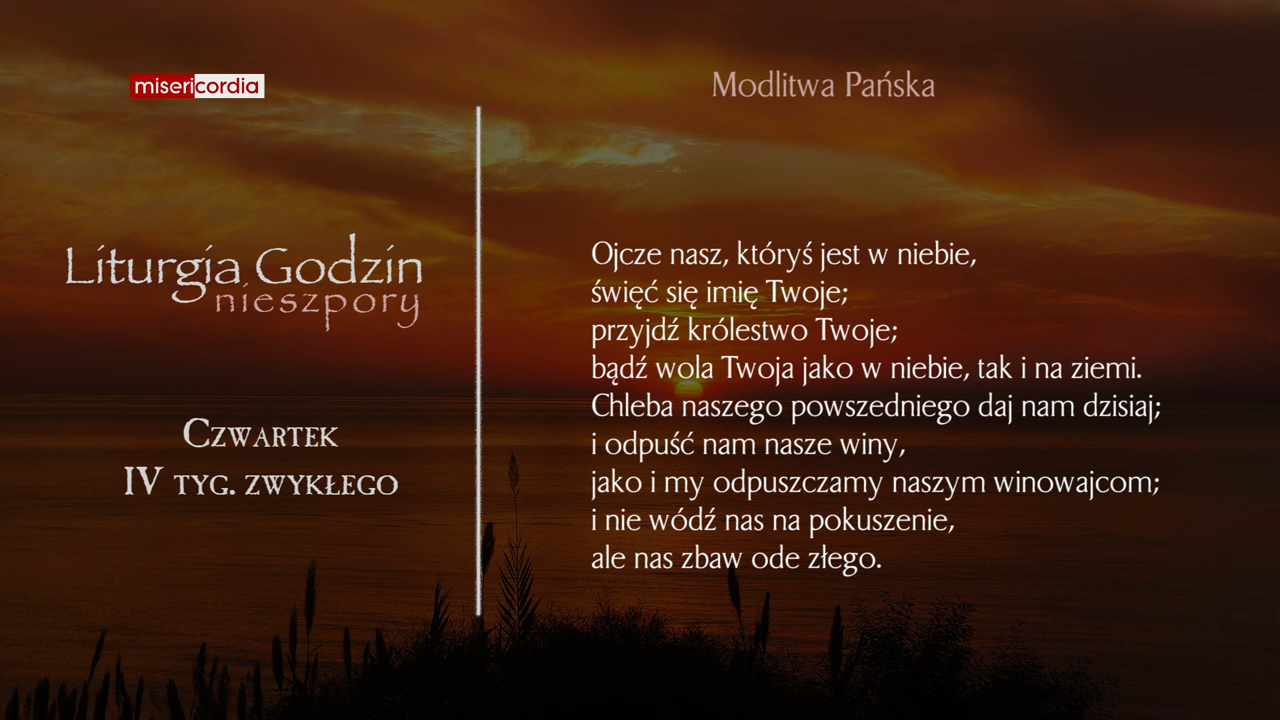 misericordia
Liturgia Godzin
nieszpory
Czwartek
IV tyg. zwykłego
Modlitwa Pańska
Ojcze nasz, któryś jest w niebie,
święć się imię Twoje;
przyjdź królestwo Twoje;
bądź wola Twoja jako w niebie, tak i na ziemi.
Chleba naszego powszedniego daj nam dzisiaj;
i odpuść nam nasze winy,
jako i my odpuszczamy naszym winowajcom;
i nie wódź nas na pokuszenie,
ale nas zbaw ode złego.